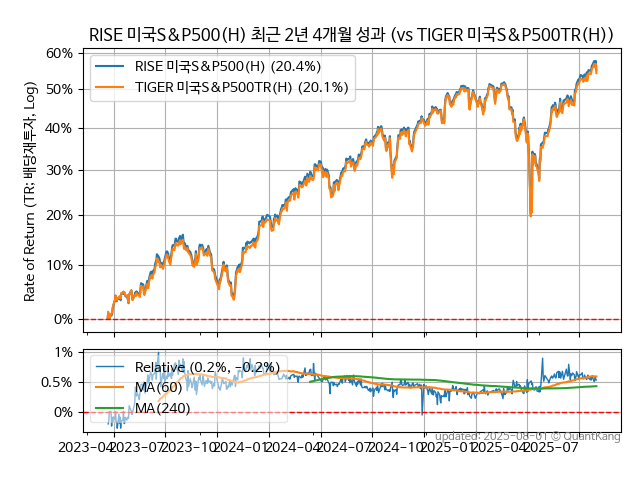 RISE 미국S&P500(H) 최근 2년 4개월 성과 (vs TIGER 미국S&P500TR(H))
60%
50%
40%
30%
20%
10%
0%
Rate of Return (TR: 배당재투자, Log)
RISE 미국S&P500(H) (20.4%)
TIGER 미국S&P500TR(H) (20.1%)
1%
0.5%
0%
Relative (0.2%, -0.2%)
MA(60)
MA(240)
updated: 2025-08-01 © QuantKang
2023-04 2023-07 2023-10 2024-01 2024-04 2024-07 2024-10 2025-01 2025-04 2025-07